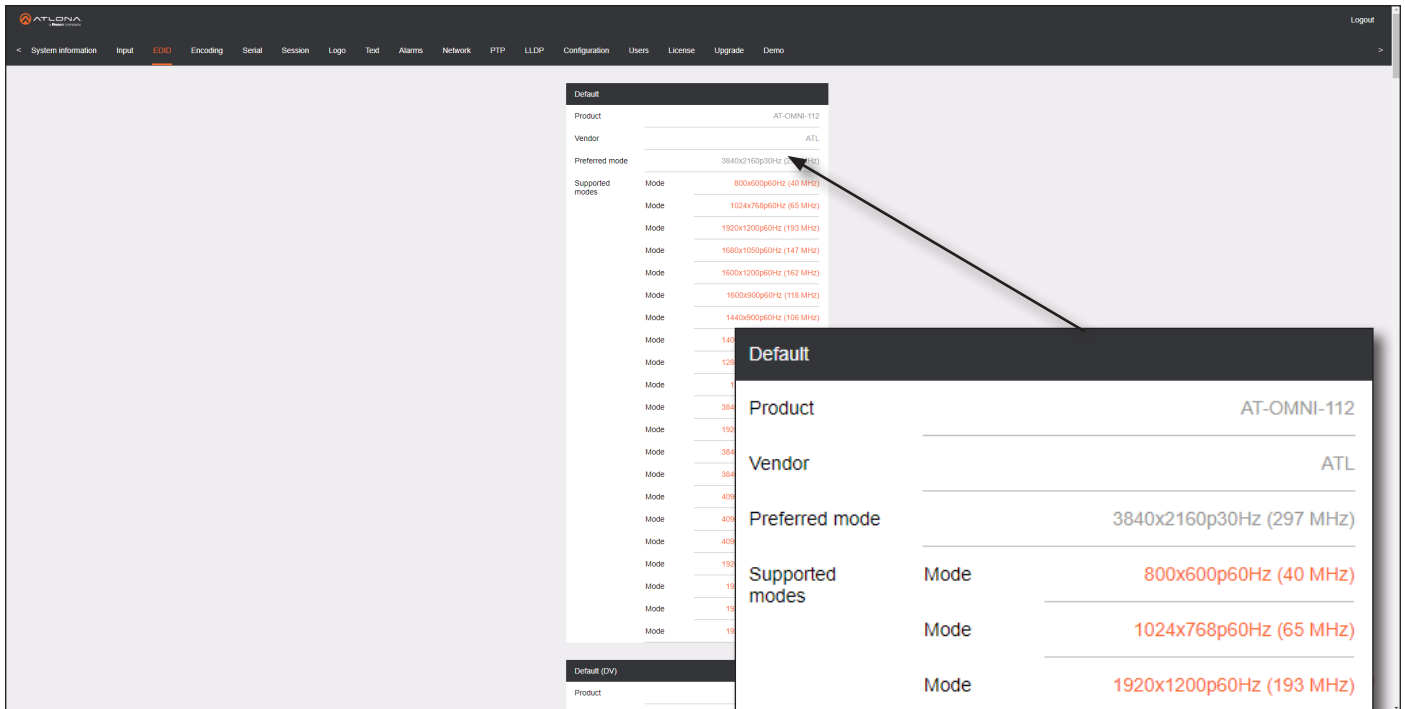 ATLONA
Logout
< System information Input EDID Encoding Serial Session Logo Text Alarms Network PTP LLDP Configuration Users License Upgrade Demo >
Default
Product AT-OMNI-112
Vendor ATL
Preferred mode 3840x2160p30Hz
Supported modes Mode 800x600p60Hz (40 MHz)
Mode 1024x768p60Hz (65 MHz)
Mode 1920x1200p60Hz (193 MHz)
Mode 1680x1050p60Hz (147 MHz)
Mode 1600x1200p60Hz (162 MHz)
Mode 1600x900p60Hz (118 MHz)
Mode 1440x900p60Hz (106 MHz)
Mode
Mode
Mode
Mode
Mode
Mode
Mode
Mode
Mode
Mode
Mode
Mode
Mode
Mode
Default (DV)
Product
Default
Product AT-OMNI-112
Vendor ATL
Preferred mode 3840x2160p30Hz (297 MHz)
Supported modes Mode 800x600p60Hz (40 MHz)
Mode 1024x768p60Hz (65 MHz)
Mode 1920x1200p60Hz (193 MHz)